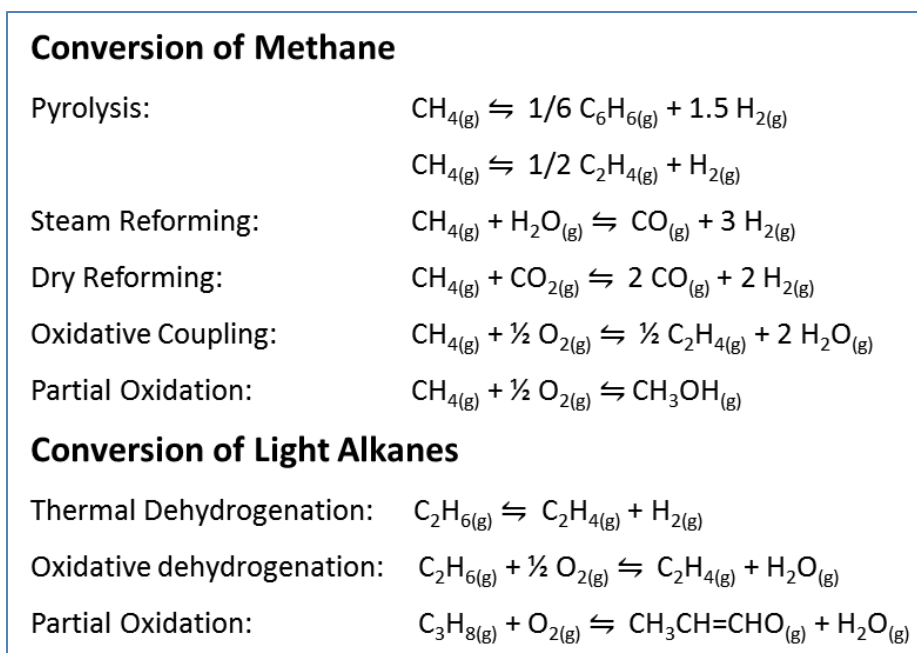 Conversion of Methane
Pyrolysis: CH4(g) ⇋ 1/6 C6H6(g) + 1.5 H2(g)
CH4(g) ⇋ 1/2 C2H4(g) + H2(g)
Steam Reforming: CH4(g) + H2O(g) ⇋ CO(g) + 3 H2(g)
Dry Reforming: CH4(g) + CO2(g) ⇋ 2 CO(g) + 2 H2(g)
Oxidative Coupling: CH4(g) + ½ O2(g) ⇋ ½ C2H4(g) + 2 H2O(g)
Partial Oxidation: CH4(g) + ½ O2(g) ⇋ CH3OH(g)
Conversion of Light Alkanes
Thermal Dehydrogenation: C2H6(g) ⇋ C2H4(g) + H2(g)
Oxidative dehydrogenation: C2H6(g) + ½ O2(g) ⇋ C2H4(g) + H2O(g)
Partial Oxidation: C3H8(g) + O2(g) ⇋ CH3CH=CHO(g) + H2O(g)